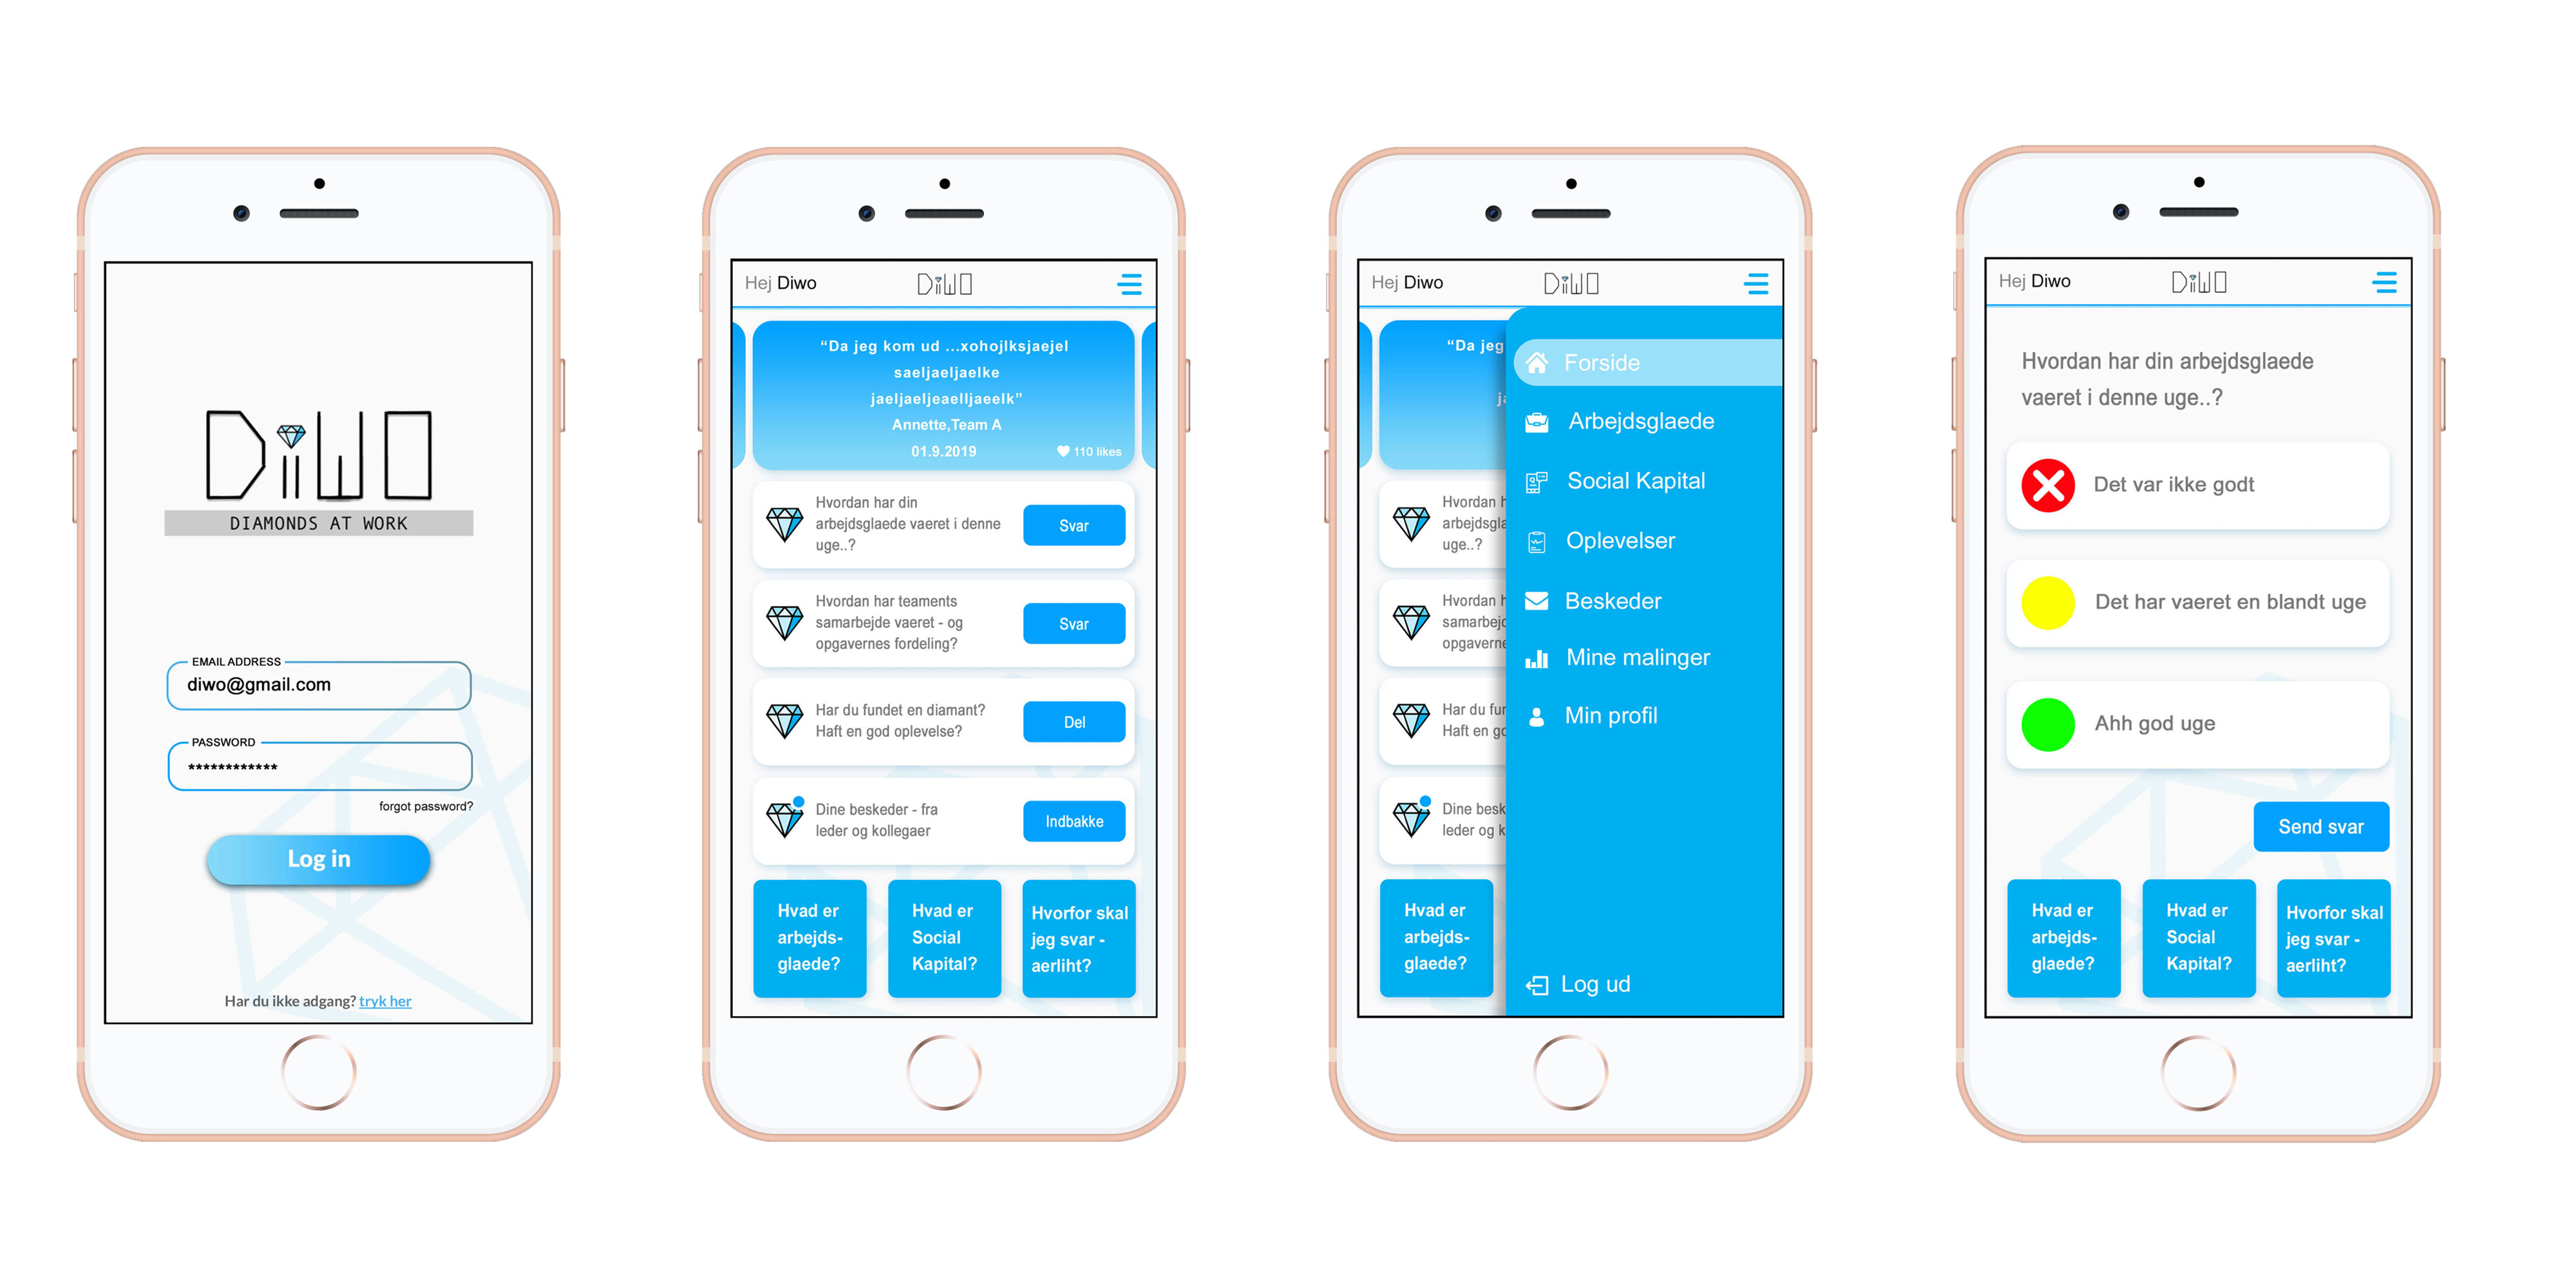 DiiWO
DIAMONDS AT WORK
EMAIL ADDRESS
diwo@gmail.com
PASSWORD
************
forgot password?
Log in
Har du ikke adgang? tryk her
Hej Diwo
DiWO
“Da jeg kom ud ...xohojlksjaejel
saeljaeljaelke
jaeljaeljeaelljaeelk”
Annette,Team A
01.9.2019
110 likes
Hvordan har din
arbejdsglaede vaeret i denne
uge..?
Svar
Hvordan har teaments
samarbejde vaeret - og
opgavernes fordeling?
Svar
Har du fundet en diamant?
Haft en god oplevelse?
Del
Dine beskeder - fra
leder og kollegaer
Indbakke
Hvad er
arbejds-
glaede?
Hvad er
Social
Kapital?
Hvorfor skal
jeg svar -
aerliht?
Hej Diwo
DiWO
“Da jeg
ja
Hvordan h
arbejdsgla
uge..?
Hvordan h
samarbejd
opgaverne
Har du fur
Haft en go
Dine besk
leder og k
Hvad er
arbejds-
glaede?
Forside
Arbejdsglaede
Social Kapital
Oplevelser
Beskeder
Mine malinger
Min profil
Log ud
Hej Diwo
DiWO
Hvordan har din arbejdsglaede
vaeret i denne uge..?
Det var ikke godt
Det har vaeret en blandt uge
Ahh god uge
Send svar
Hvad er
arbejds-
glaede?
Hvad er
Social
Kapital?
Hvorfor skal
jeg svar -
aerliht?